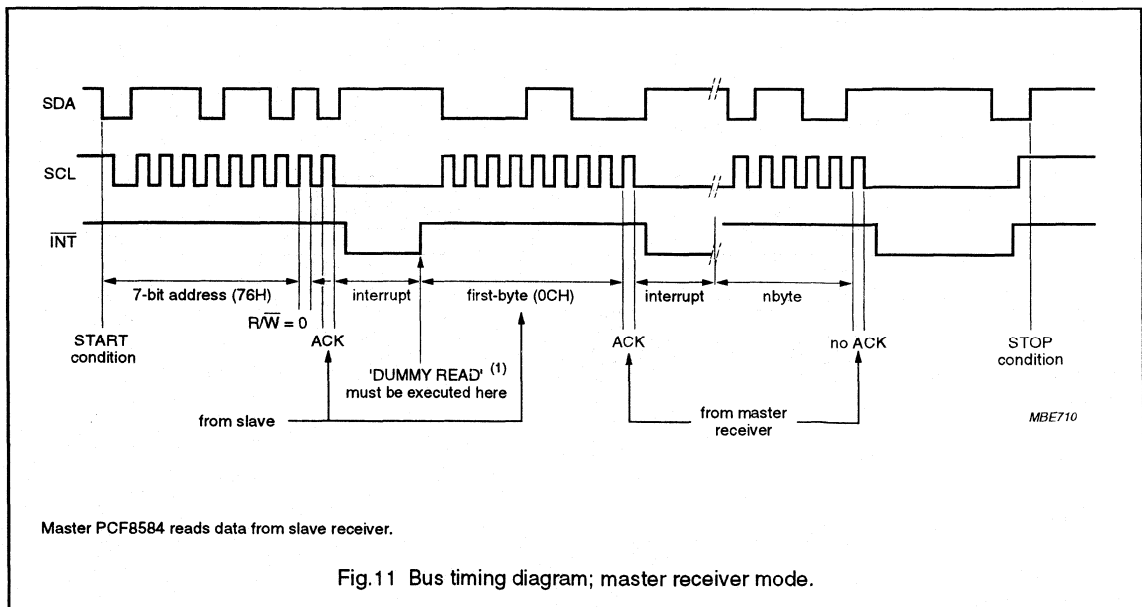 SDA
SCL
INT
7-bit address (76H)
interrupt
first-byte (0CH)
interrupt
nbyte
R/W = 0
START
condition
ACK
ACK
no ACK
STOP
condition
'DUMMY READ' (1)
must be executed here
from slave
from master
receiver
MBE710
Master PCF8584 reads data from slave receiver.
Fig.11 Bus timing diagram; master receiver mode.